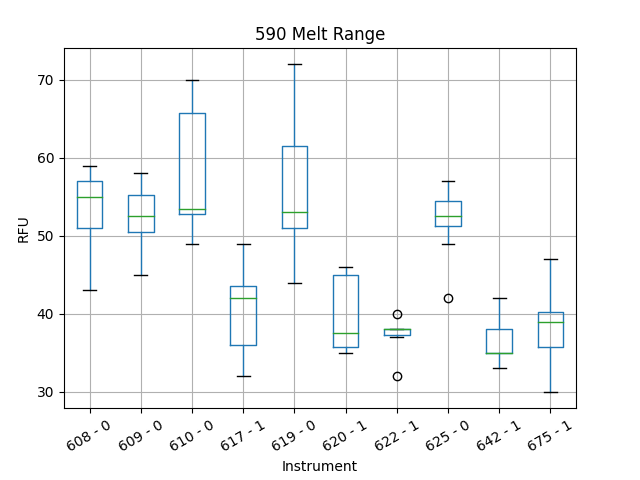 590 Melt Range
70
60
50
40
30
RFU
608 - 0
609 - 0
610 - 0
617 - 1
619 - 0
620 - 1
622 - 1
625 - 0
642 - 1
675 - 1
Instrument